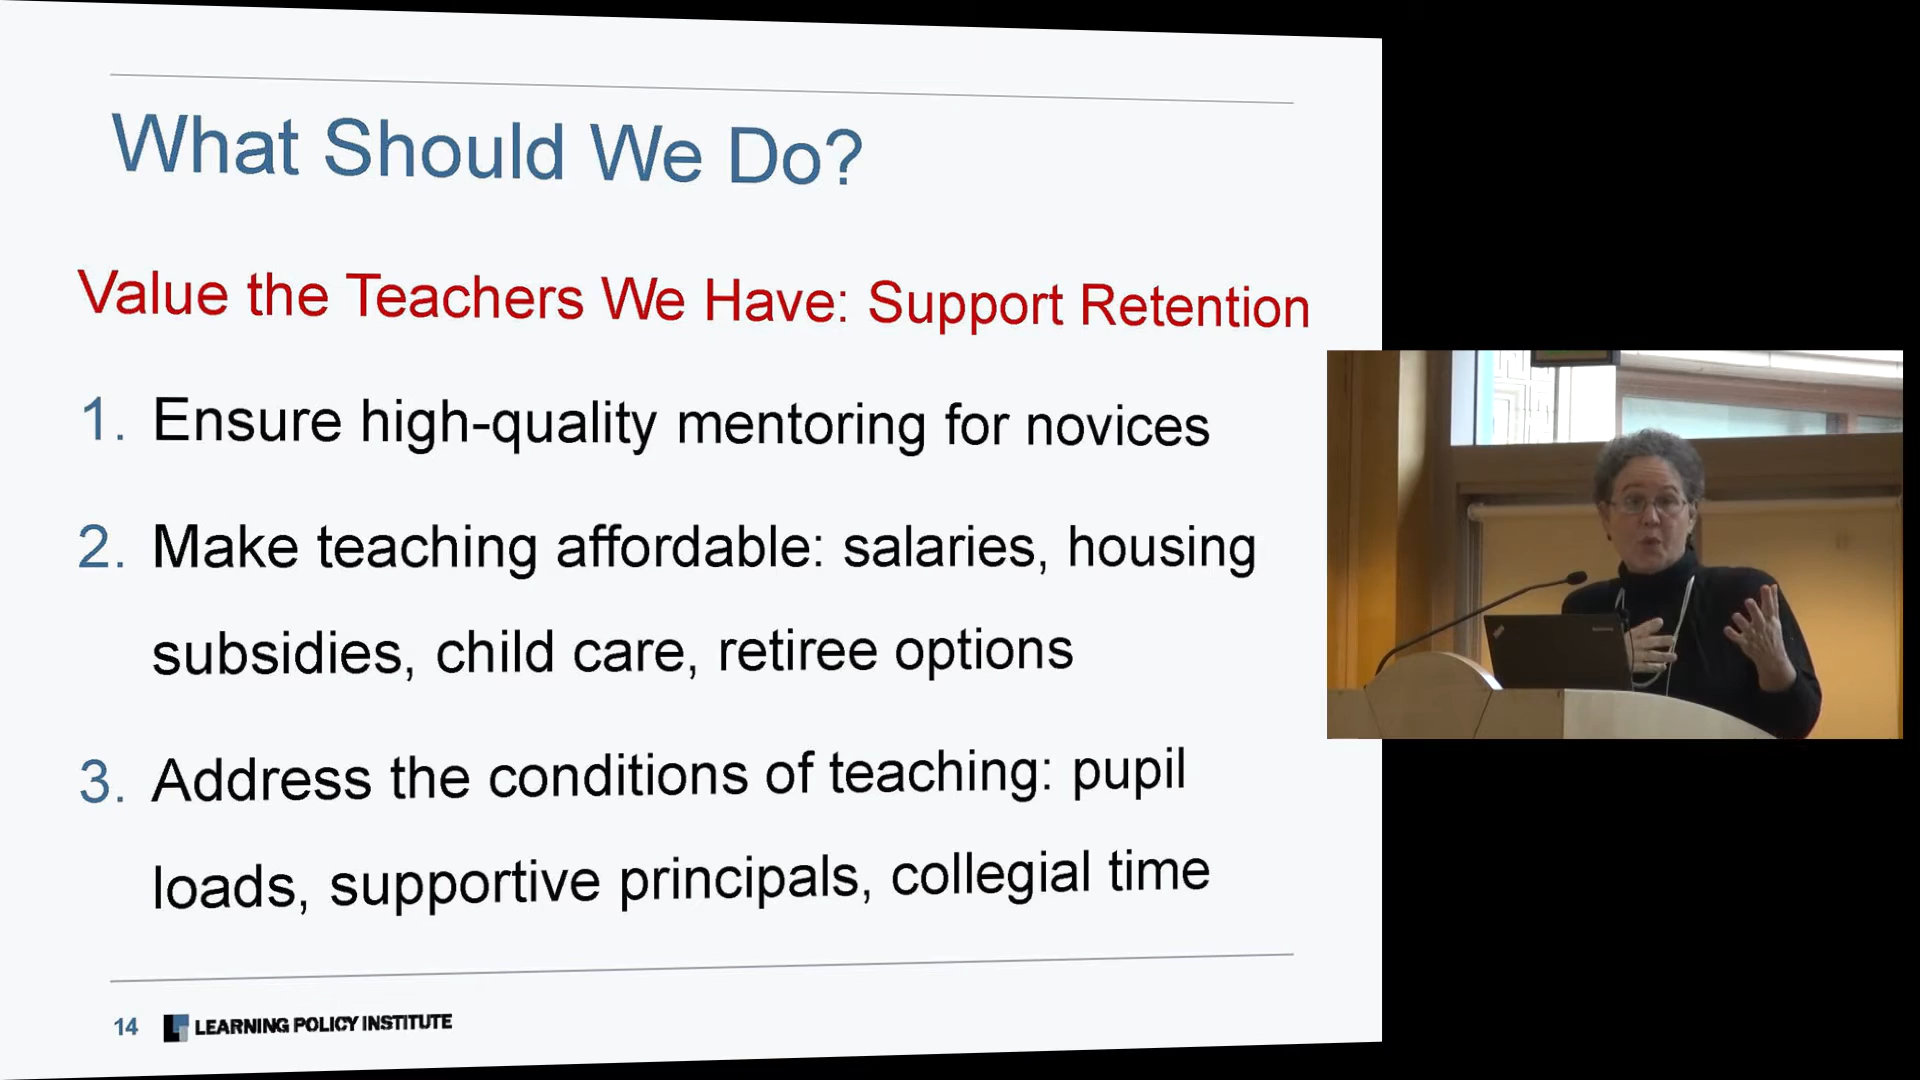 What Should We Do?
Value the Teachers We Have: Support Retention
1. Ensure high-quality mentoring for novices
2. Make teaching affordable: salaries, housing
subsidies, child care, retiree options
3. Address the conditions of teaching: pupil
loads, supportive principals, collegial time
14 LEARNING POLICY INSTITUTE